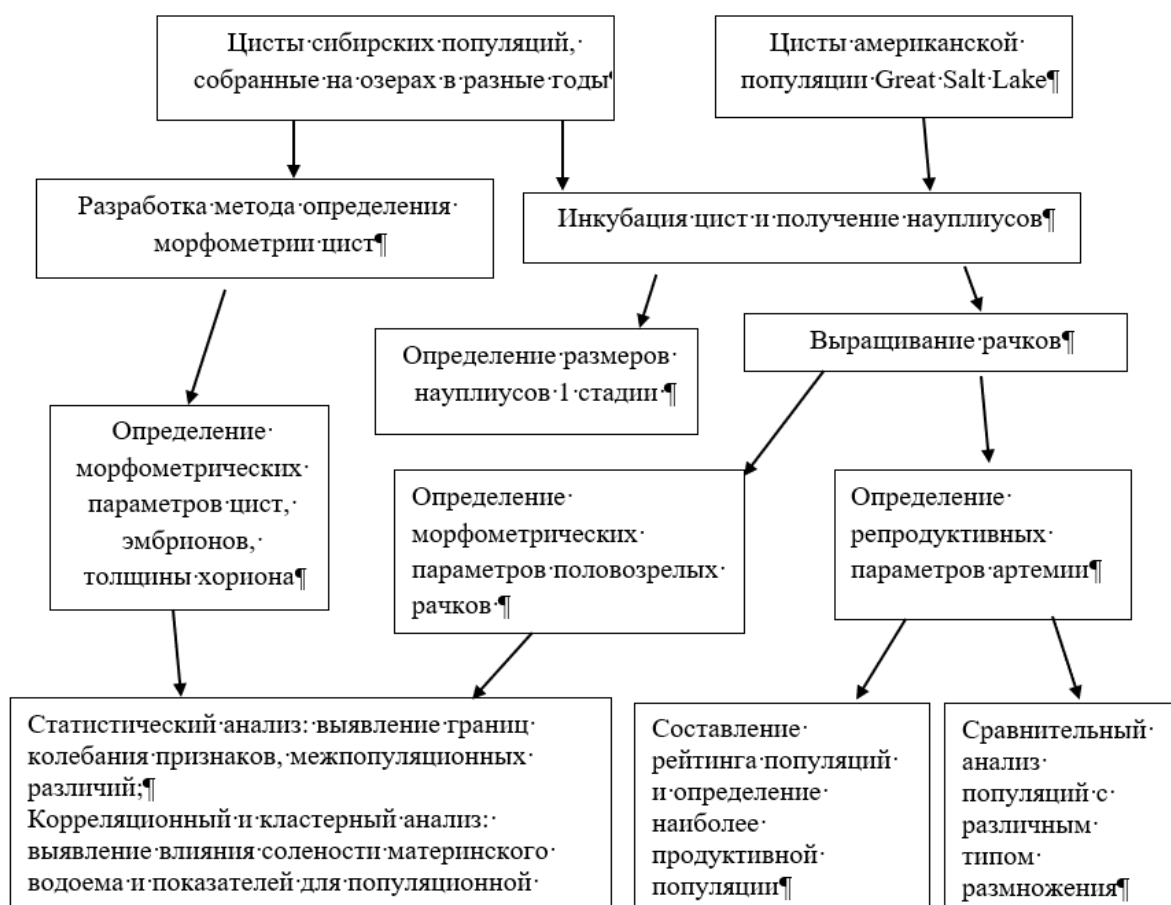 Цисты сибирских популяций,
собранные на озерах в разные годы
Цисты американской
популяции Great Salt Lake¶
Разработка метода определения
морфометрии цист¶
Инкубация цист и получение науплиусов¶
Определение размеров
науплиусов 1 стадии ¶
Выращивание рачков¶
Определение
морфометрических
параметров цист,
эмбрионов,
толщины хориона¶
Определение
морфометрических
параметров половозрелых
рачков ¶
Определение
репродуктивных
параметров артемии¶
Статистический анализ: выявление границ
колебания признаков, межпопуляционных
различий;¶
Корреляционный и кластерный анализ:
выявление влияния солености материнского
водоема и показателей для популяционной
Составление
рейтинга популяций
и определение
наиболее
продуктивной
популяции¶
Сравнительный
анализ
популяций с
различным
типом
размножения¶